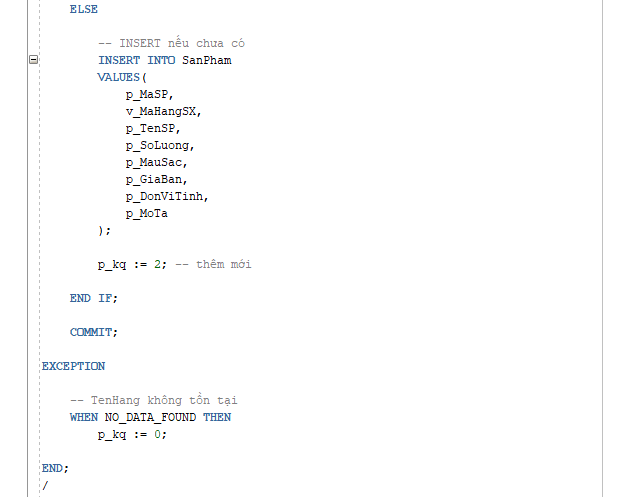 ELSE
-- INSERT nếu chưa có
INSERT INTO SanPham
VALUES(
p_MaSP,
v_MaHangSX,
p_TenSP,
p_SoLuong,
p_MauSac,
p_GiaBan,
p_DonViTinh,
p_MoTa
);
p_kq := 2; -- thêm mới
END IF;
COMMIT;
EXCEPTION
-- TenHang không tồn tại
WHEN NO_DATA_FOUND THEN
p_kq := 0;
END;
/